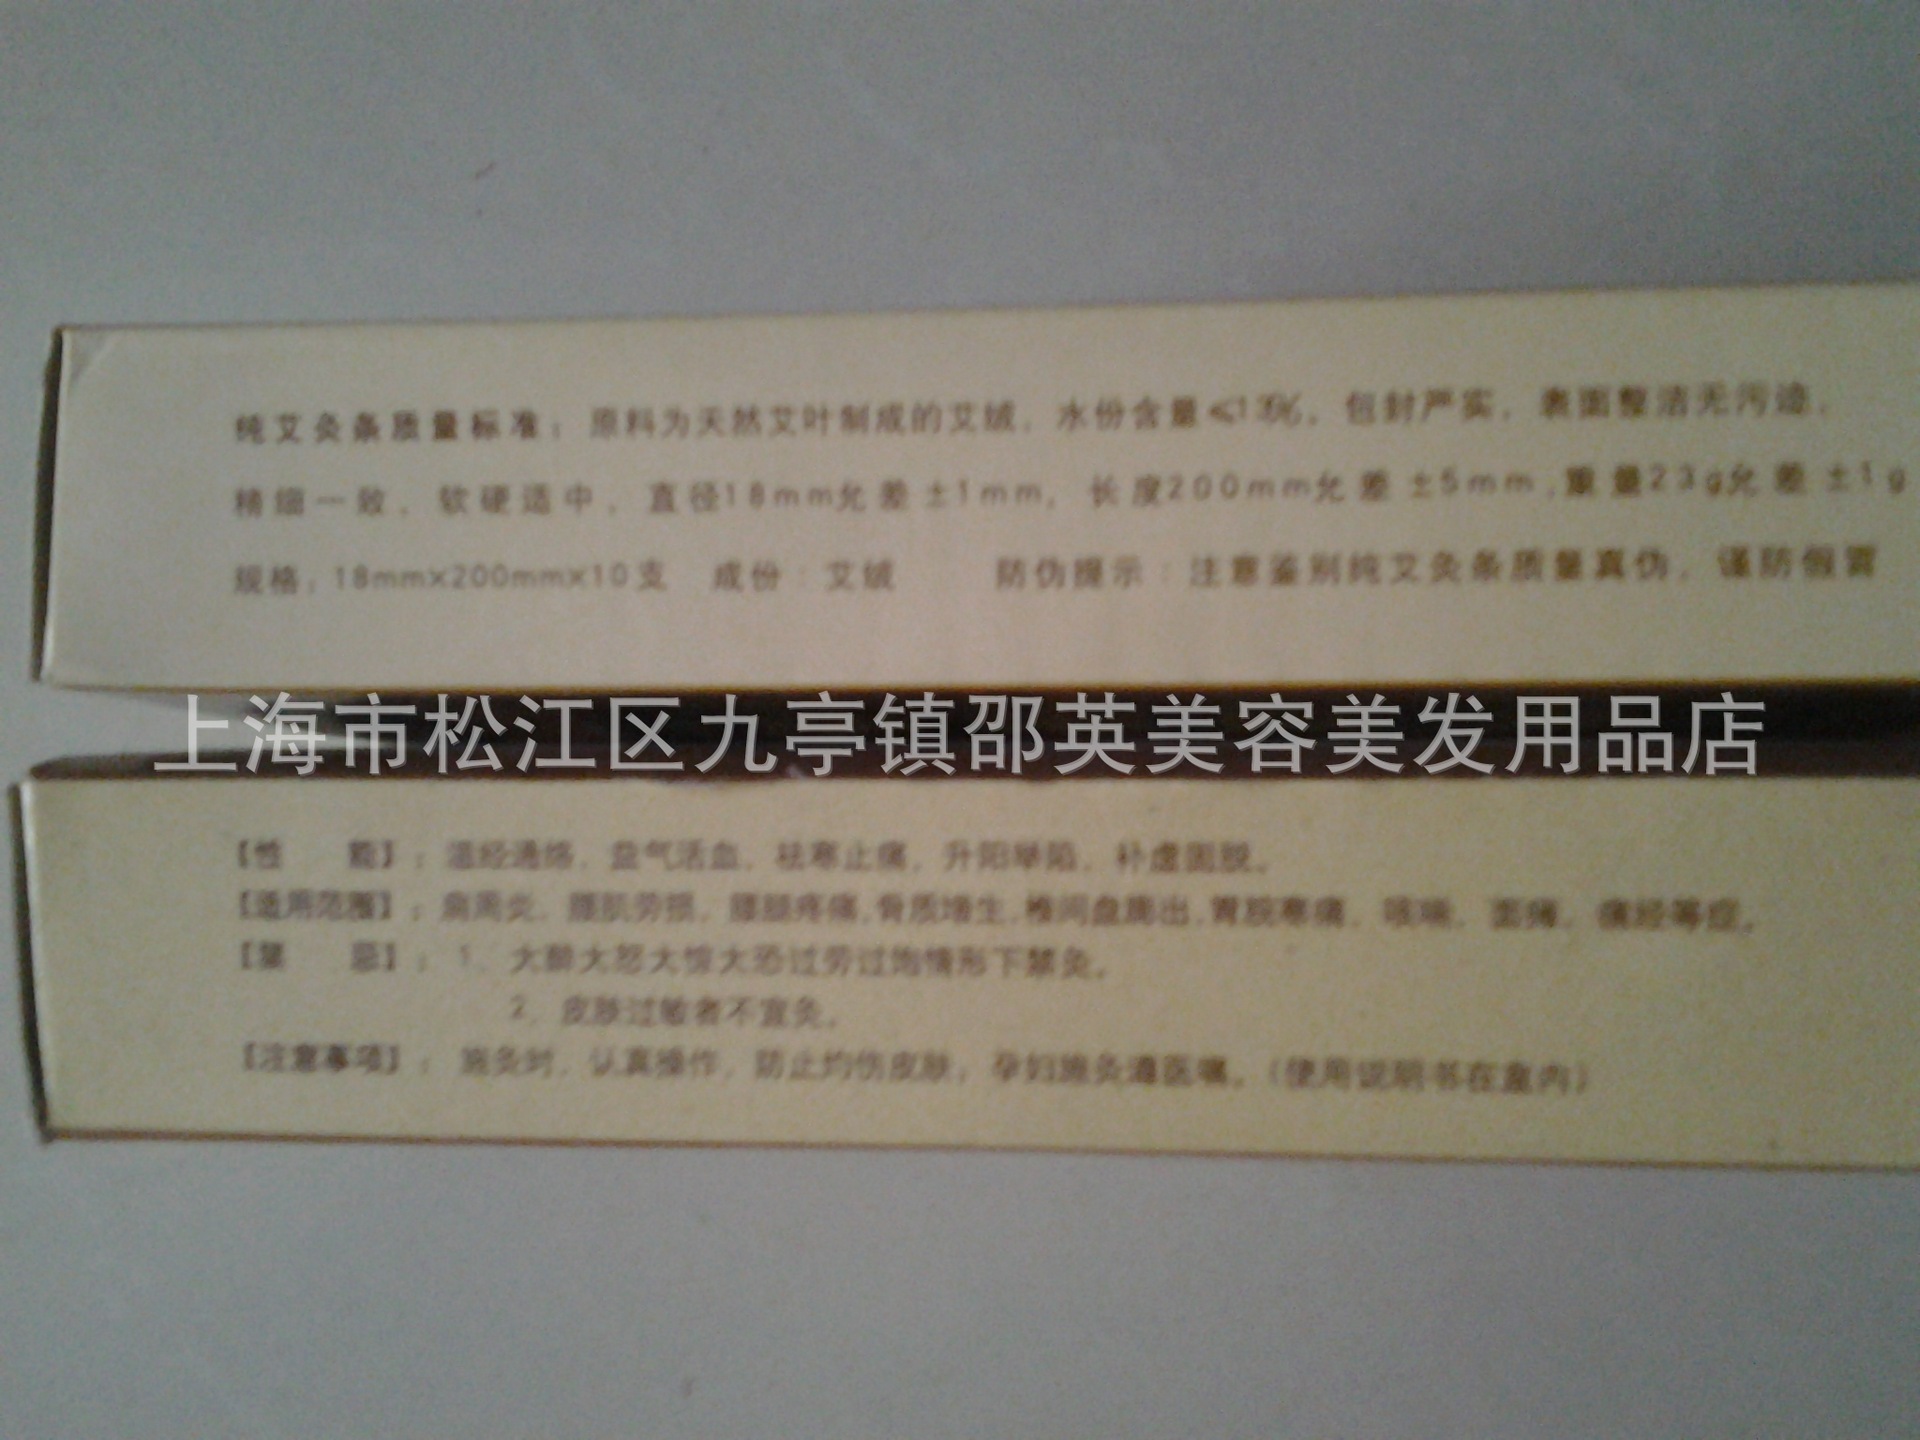 纯艾灸条质量标准：原料为天然艾叶制成的艾绒，水份含量≤13%，包封严实，表面整洁无污迹，
精细一致，软硬适中，直径18mm允差±1mm，长度200mm允差±5mm，重量23g允差±1g
规格：18mm×200mm×10支 成份：艾绒 防伪提示：注意鉴别纯艾灸条质量真伪，谨防假冒
上海市松江区九亭镇邵英美容美发用品店
【性 能】：温经通络，益气活血，祛寒止痛，升阳举陷，补虚固脱。
【适用范围】：肩周炎，腰肌劳损，腰腿疼痛，骨质增生，椎间盘膨出，胃脘寒痛，咳喘，面瘫，痛经等症。
【禁 忌】：1、大醉大怒大惊大恐过劳过饱情形下禁灸。
2、皮肤过敏者不宜灸。
【注意事项】：施灸时，认真操作，防止灼伤皮肤，孕妇施灸遵医嘱。（使用说明书在盒内）